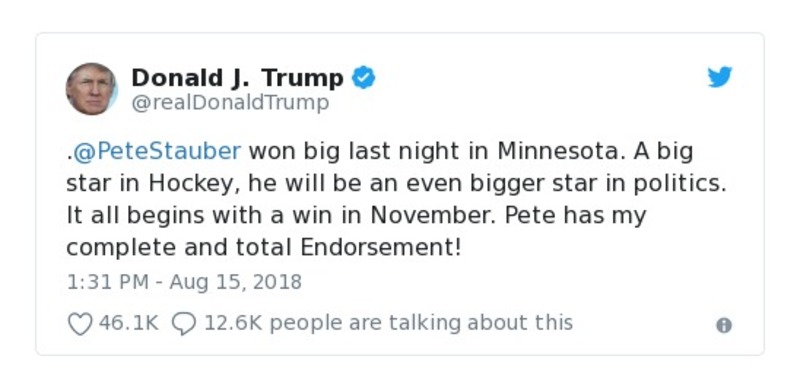 Donald J. Trump
@realDonaldTrump
.@PeteStauber won big last night in Minnesota. A big
star in Hockey, he will be an even bigger star in politics.
It all begins with a win in November. Pete has my
complete and total Endorsement!
1:31 PM - Aug 15, 2018
46.1K 12.6K people are talking about this